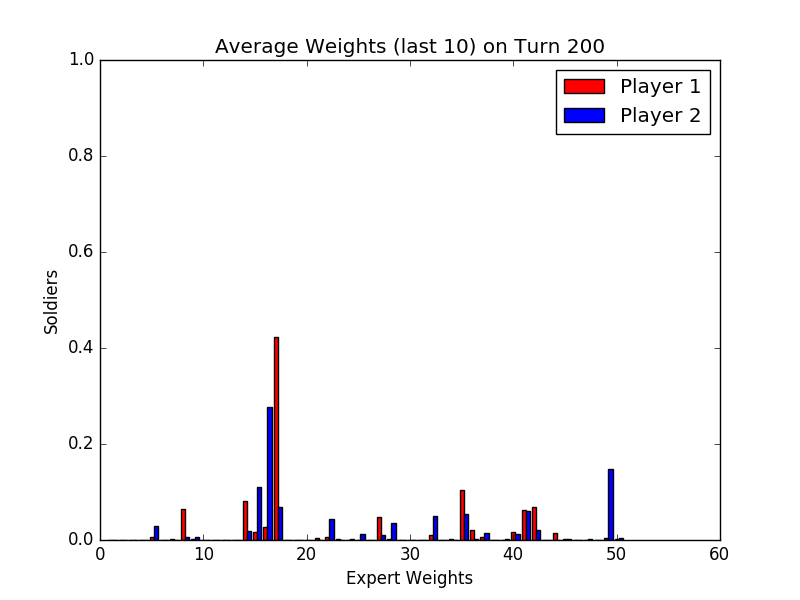 Average Weights (last 10) on Turn 200
1.0
0.8
0.6
0.4
0.2
0.0
Soldiers
Player 1
Player 2
0 10 20 30 40 50 60
Expert Weights